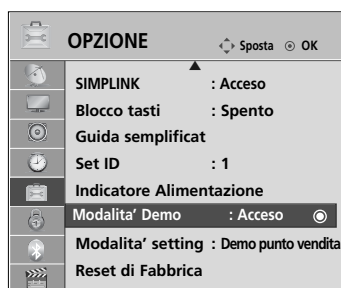 OPZIONE Sposta OK
SIMPLINK : Acceso
Blocco tasti : Spento
Guida semplificat
Set ID : 1
Indicatore Alimentazione
Modalita' Demo : Acceso
Modalita' setting : Demo punto vendita
Reset di Fabbrica